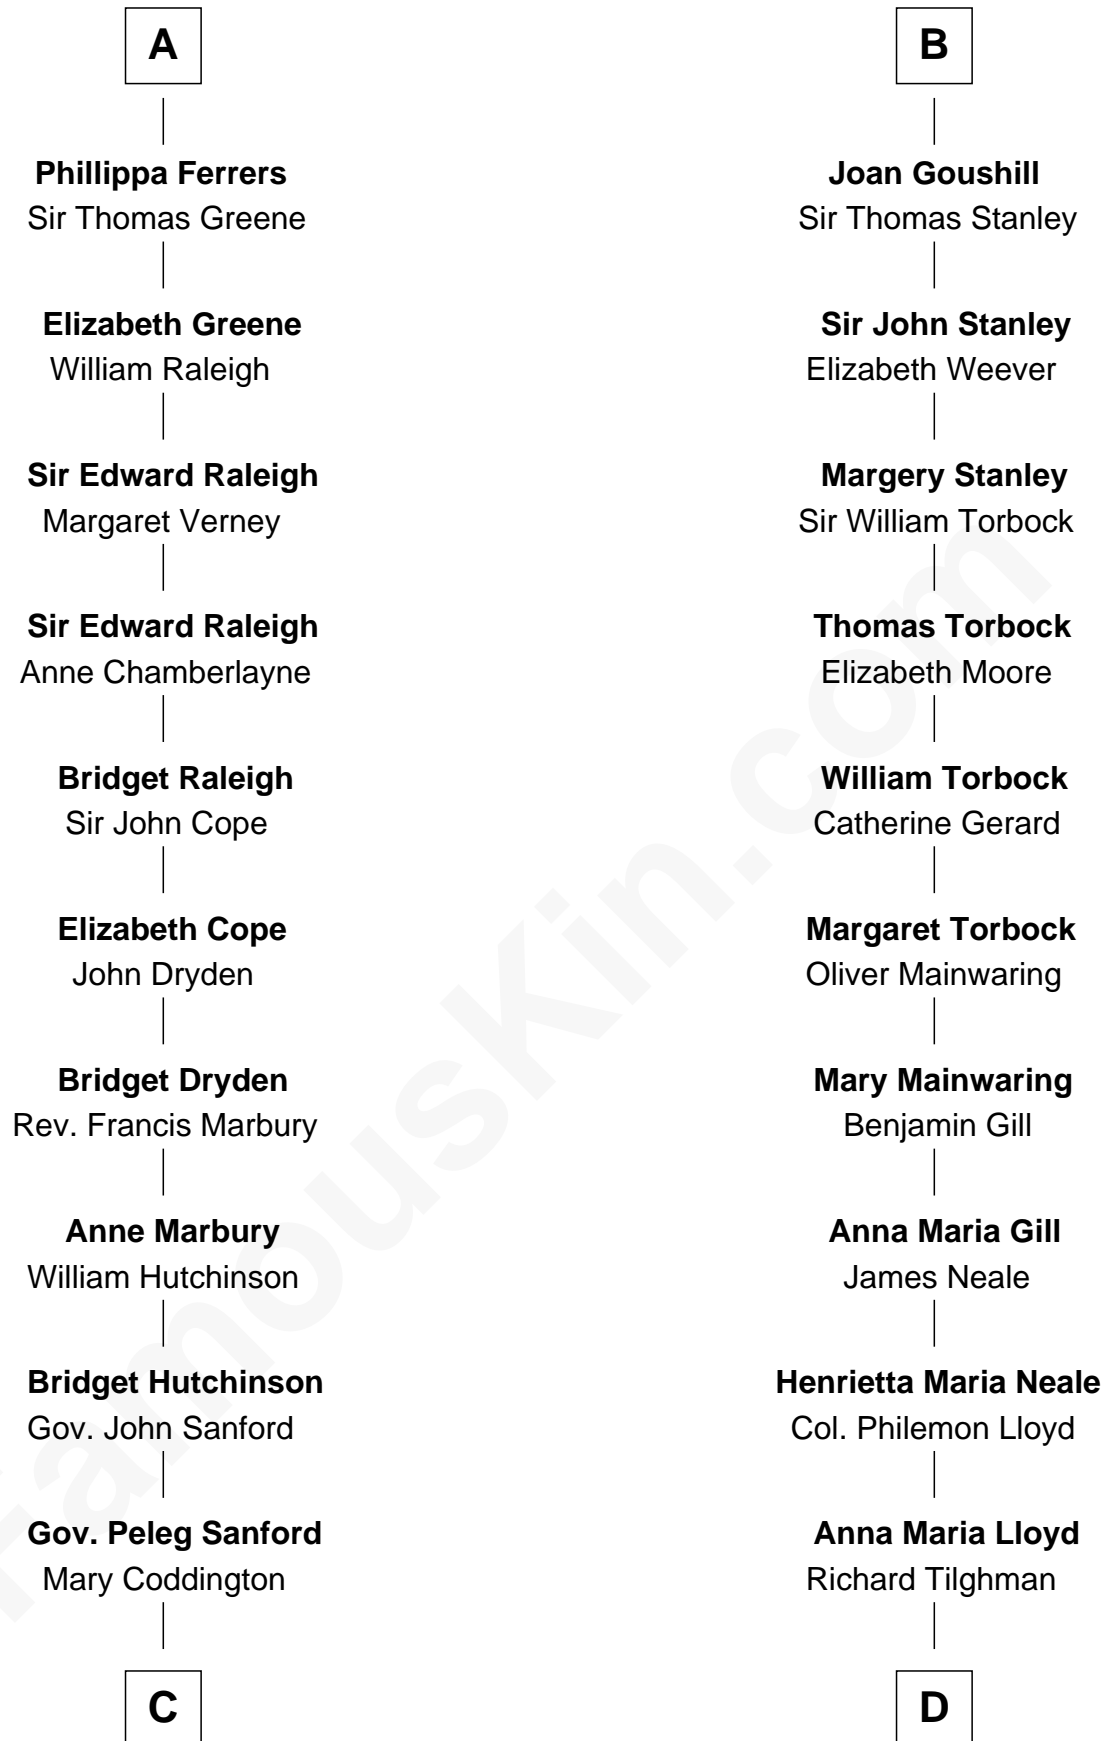 A
Phillippa Ferrers
Sir Thomas Greene
Elizabeth Greene
William Raleigh
Sir Edward Raleigh
Margaret Verney
Sir Edward Raleigh
Anne Chamberlayne
Bridget Raleigh
Sir John Cope
Elizabeth Cope
John Dryden
Bridget Dryden
Rev. Francis Marbury
Anne Marbury
William Hutchinson
Bridget Hutchinson
Gov. John Sanford
Gov. Peleg Sanford
Mary Coddington
C
B
Joan Goushill
Sir Thomas Stanley
Sir John Stanley
Elizabeth Weever
Margery Stanley
Sir William Torbock
Thomas Torbock
Elizabeth Moore
William Torbock
Catherine Gerard
Margaret Torbock
Oliver Mainwaring
Mary Mainwaring
Benjamin Gill
Anna Maria Gill
James Neale
Henrietta Maria Neale
Col. Philemon Lloyd
Anna Maria Lloyd
Richard Tilghman
D
FamousKin.com